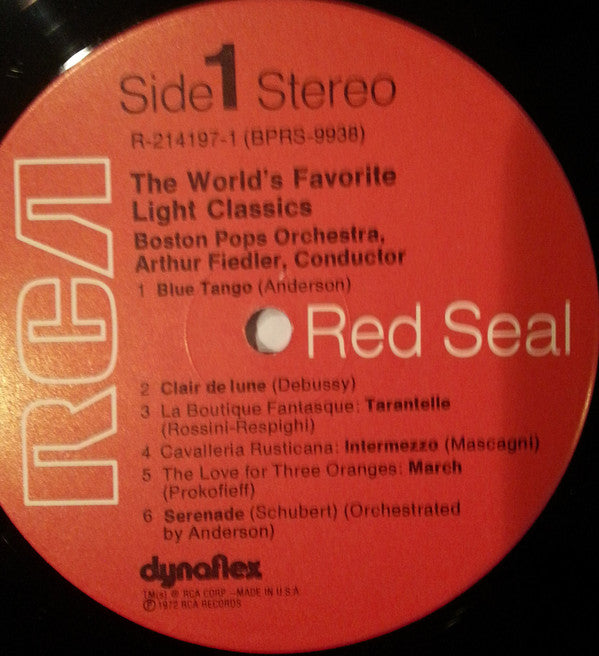 Side 1 Stereo
R-214197-1 (BPRS-9938)
The World's Favorite
Light Classics
Boston Pops Orchestra,
Arthur Fiedler, Conductor
1 Blue Tango (Anderson)
RCA
Red Seal
2 Clair de lune (Debussy)
3 La Boutique Fantasque: Tarantelle
(Rossini-Respighi)
4 Cavalleria Rusticana: Intermezzo (Mascagni)
5 The Love for Three Oranges: March
(Prokofieff)
6 Serenade (Schubert) (Orchestrated
by Anderson)
dynaflex
TM(s) ® RCA CORP.—MADE IN U.S.A.
Ⓟ 1972 RCA RECORDS